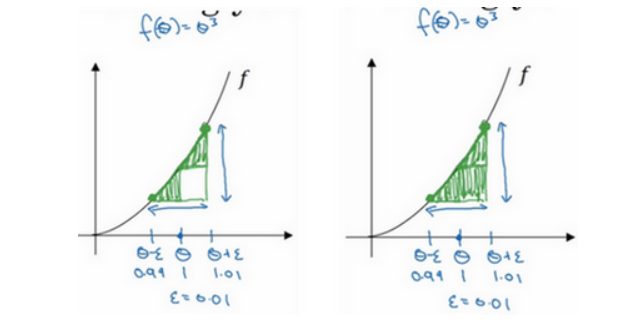 f(θ) = θ³
f
θ-ε θ θ+ε
0.99 1 1.01
ε = 0.01
f(θ) = θ³
f
θ-ε θ θ+ε
0.99 1 1.01
ε = 0.01